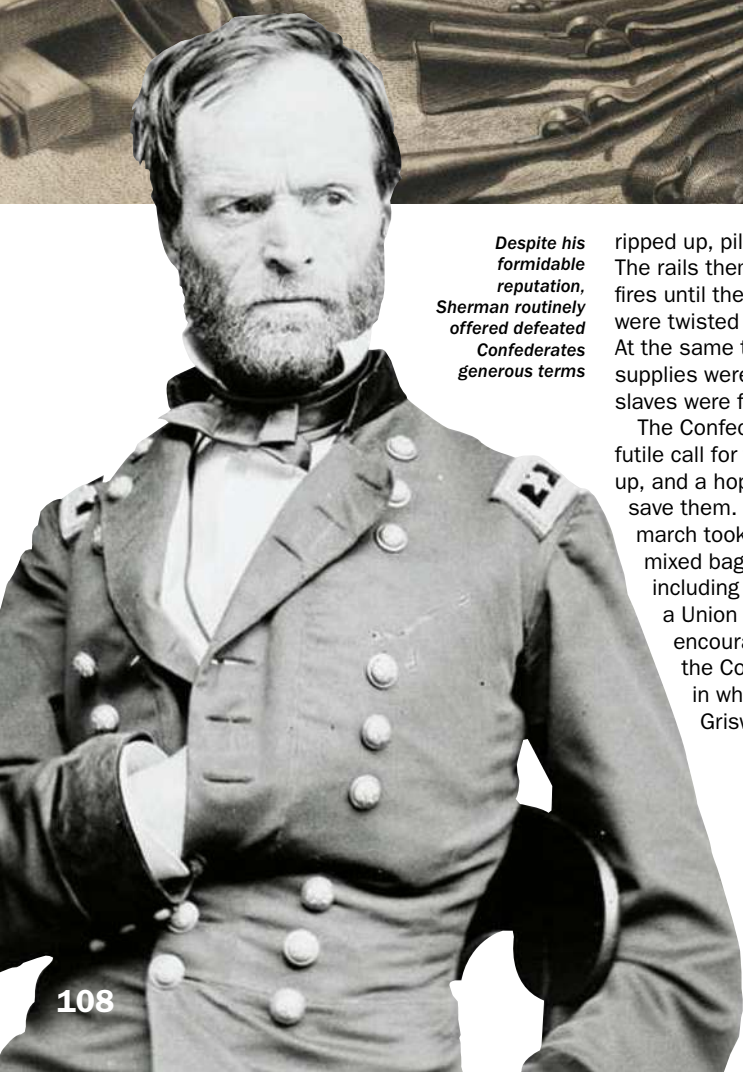 Despite his
formidable
reputation,
Sherman routinely
offered defeated
Confederates
generous terms
ripped up, pil
The rails ther
fires until the
were twisted
At the same t
supplies were
slaves were f
The Confed
futile call for
up, and a hop
save them.
march took
mixed bag
including
a Union
encoura
the Co
in wh
Grisw
108